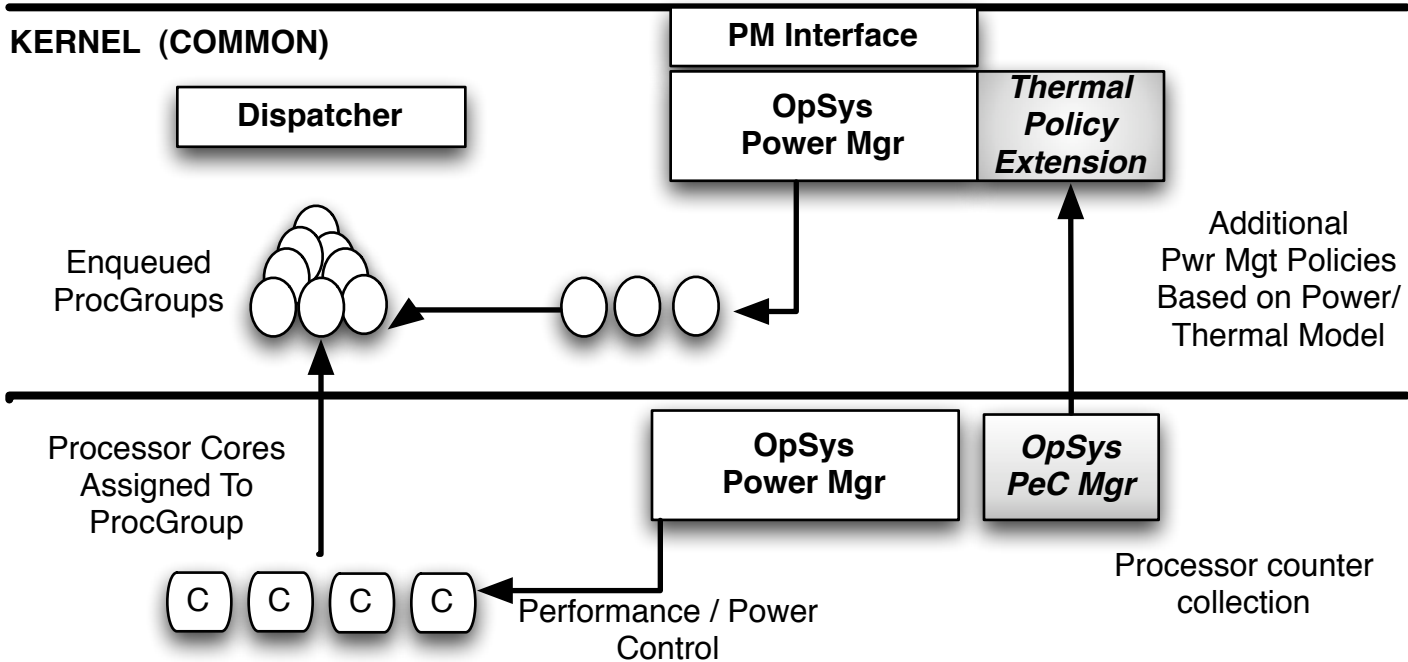 KERNEL (COMMON)
PM Interface
Dispatcher
OpSys
Power Mgr
Thermal
Policy
Extension
Enqueued
ProcGroups
Additional
Pwr Mgt Policies
Based on Power/
Thermal Model
Processor Cores
Assigned To
ProcGroup
OpSys
Power Mgr
OpSys
PeC Mgr
C C C C
Performance / Power
Control
Processor counter
collection